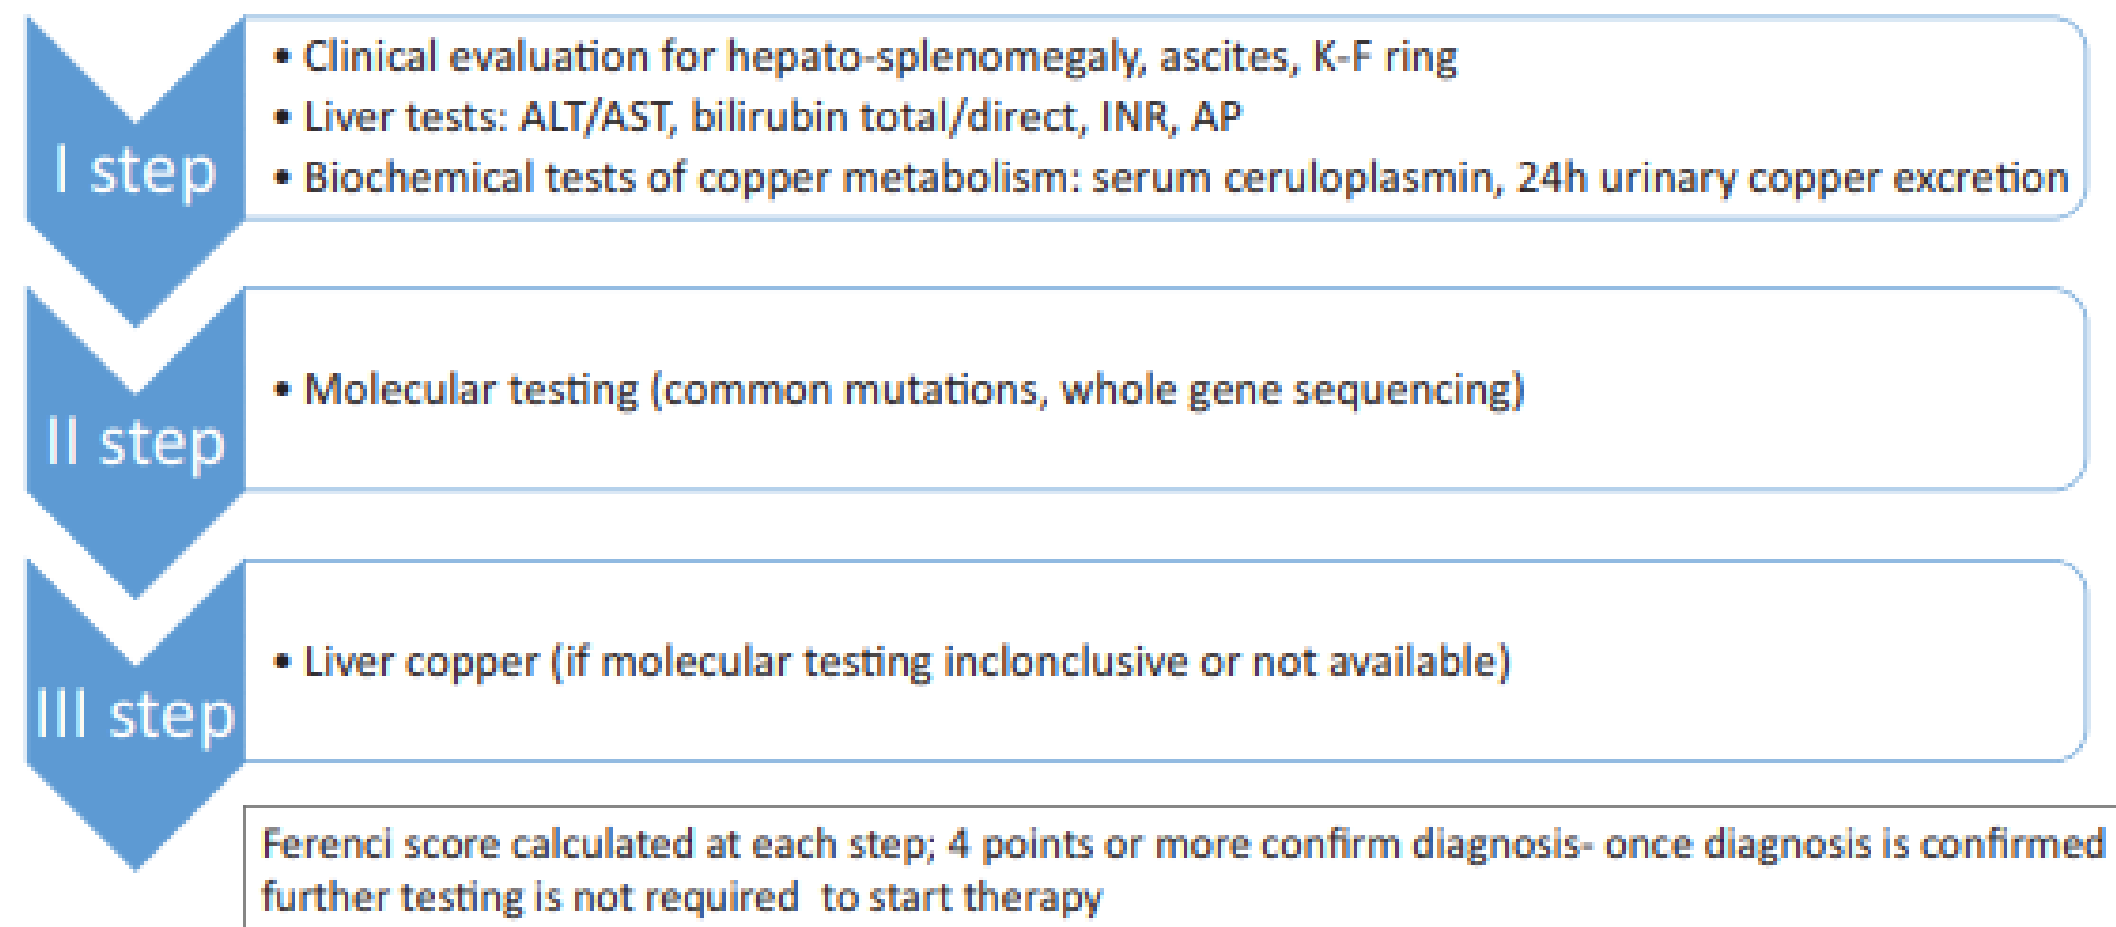 I step
• Clinical evaluation for hepato-splenomegaly, ascites, K-F ring
• Liver tests: ALT/AST, bilirubin total/direct, INR, AP
• Biochemical tests of copper metabolism: serum ceruloplasmin, 24h urinary copper excretion
II step
• Molecular testing (common mutations, whole gene sequencing)
III step
• Liver copper (if molecular testing inclonclusive or not available)
Ferenci score calculated at each step; 4 points or more confirm diagnosis- once diagnosis is confirmed
further testing is not required to start therapy